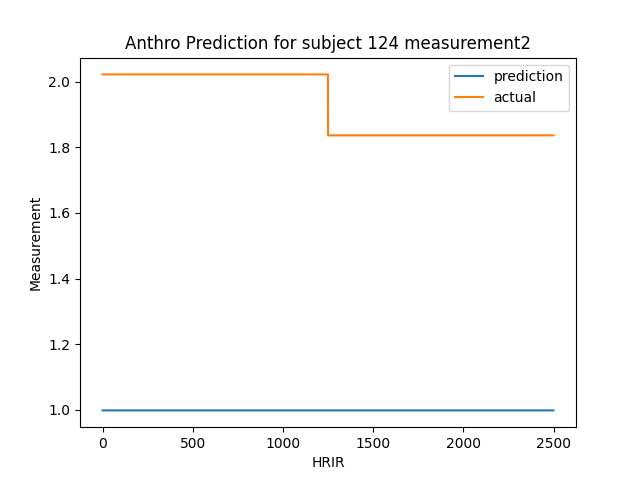 Anthro Prediction for subject 124 measurement2
prediction
actual
2.0
1.8
1.6
1.4
1.2
1.0
Measurement
0 500 1000 1500 2000 2500
HRIR